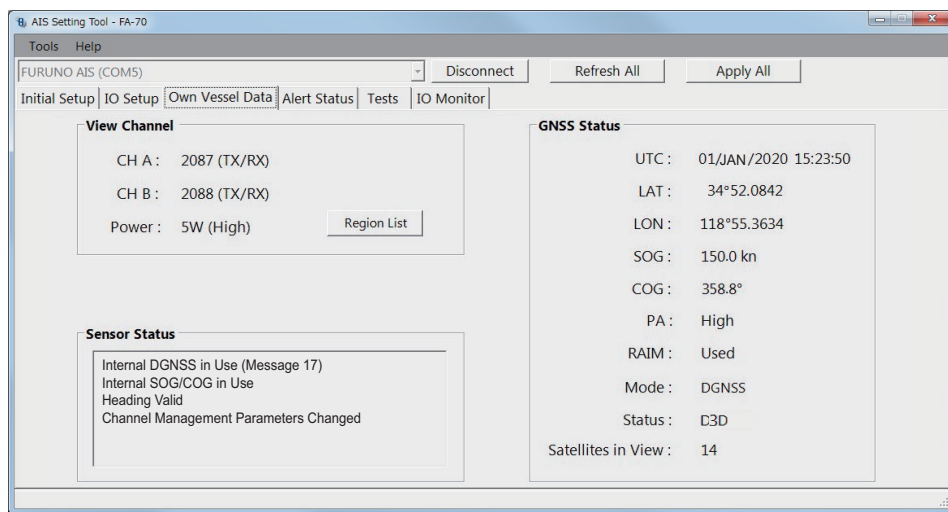 AIS Setting Tool - FA-70
Tools Help
FURUNO AIS (COM5) Disconnect Refresh All Apply All
Initial Setup IO Setup Own Vessel Data Alert Status Tests IO Monitor
View Channel
CH A : 2087 (TX/RX)
CH B : 2088 (TX/RX)
Power : 5W (High) Region List
Sensor Status
Internal DGNSS in Use (Message 17)
Internal SOG/COG in Use
Heading Valid
Channel Management Parameters Changed
GNSS Status
UTC : 01/JAN/2020 15:23:50
LAT : 34°52.0842
LON : 118°55.3634
SOG : 150.0 kn
COG : 358.8°
PA : High
RAIM : Used
Mode : DGNSS
Status : D3D
Satellites in View : 14